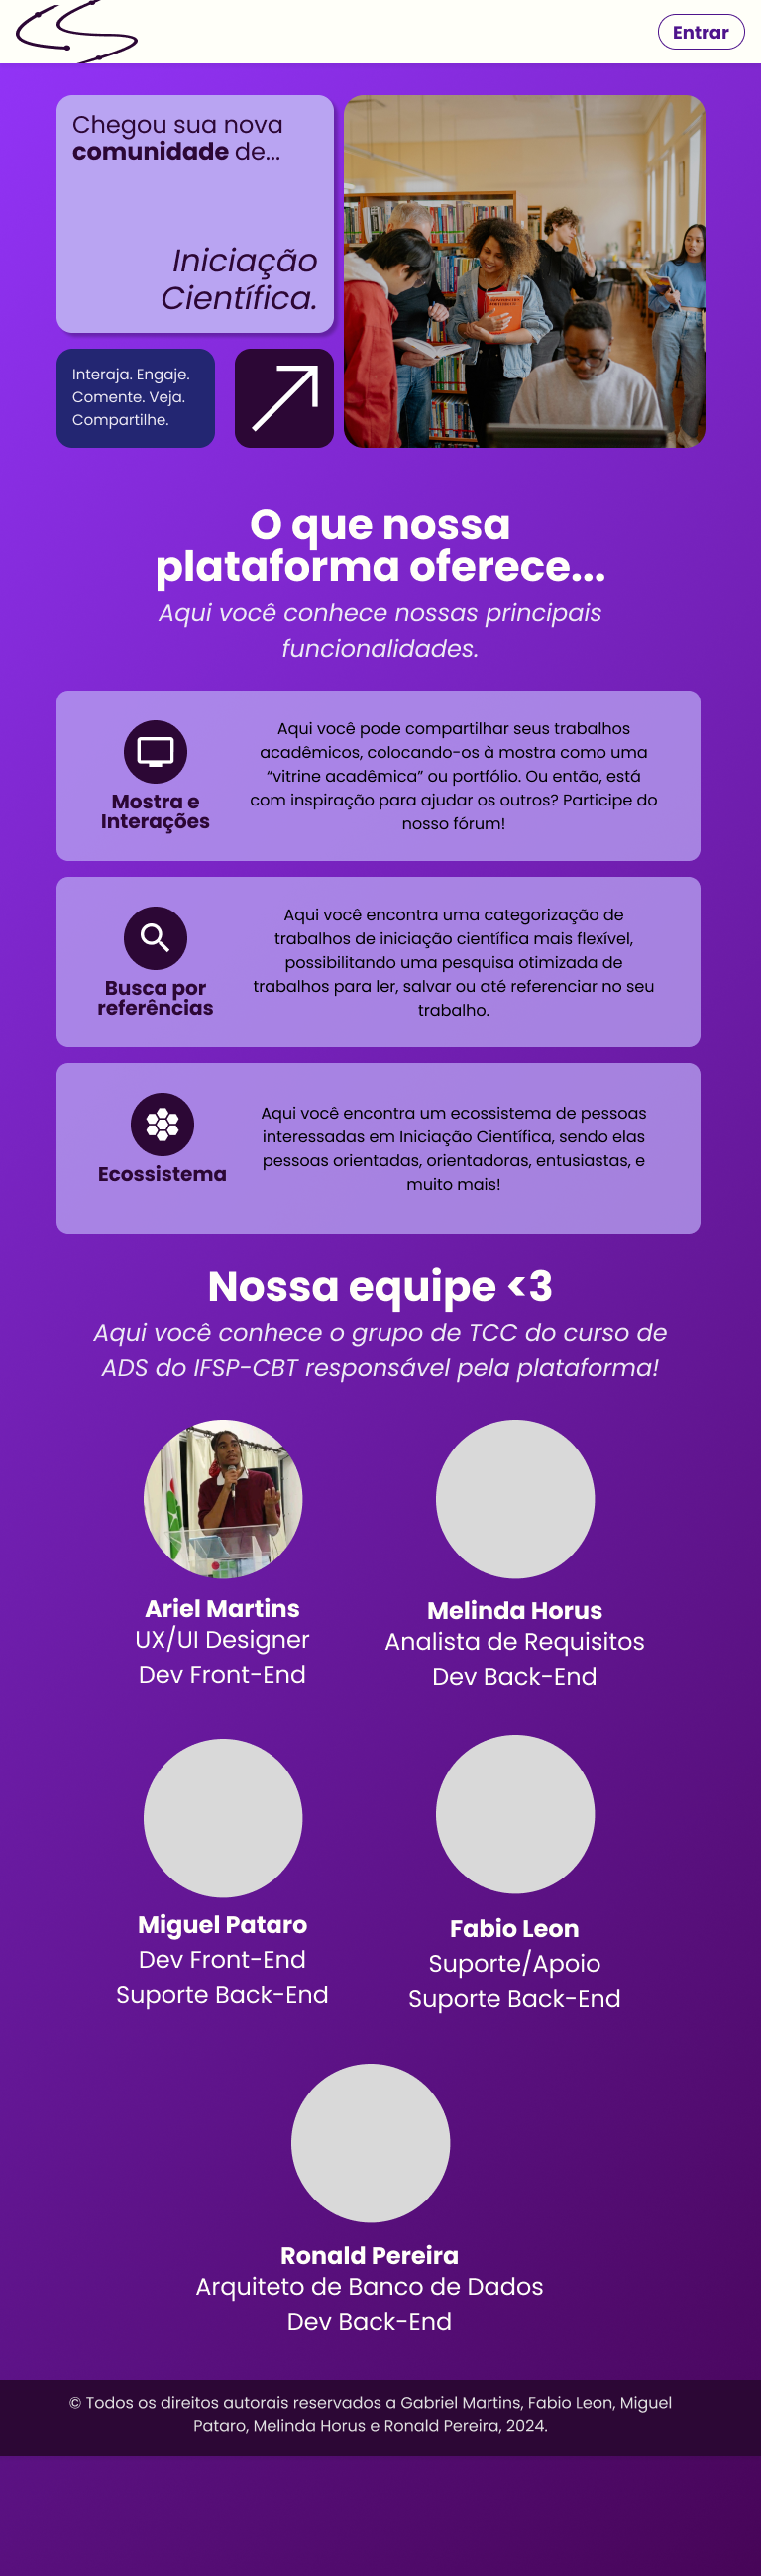 Entrar
Chegou sua nova
comunidade de...
Iniciação
Científica.
Interaja. Engaje.
Comente. Veja.
Compartilhe.
O que nossa
plataforma oferece...
Aqui você conhece nossas principais
funcionalidades.
Mostra e
Interações
Aqui você pode compartilhar seus trabalhos
acadêmicos, colocando-os à mostra como uma
“vitrine acadêmica” ou portfólio. Ou então, está
com inspiração para ajudar os outros? Participe do
nosso fórum!
Busca por
referências
Aqui você encontra uma categorização de
trabalhos de iniciação científica mais flexível,
possibilitando uma pesquisa otimizada de
trabalhos para ler, salvar ou até referenciar no seu
trabalho.
Ecossistema
Aqui você encontra um ecossistema de pessoas
interessadas em Iniciação Científica, sendo elas
pessoas orientadas, orientadoras, entusiastas, e
muito mais!
Nossa equipe <3
Aqui você conhece o grupo de TCC do curso de
ADS do IFSP-CBT responsável pela plataforma!
Ariel Martins
UX/UI Designer
Dev Front-End
Melinda Horus
Analista de Requisitos
Dev Back-End
Miguel Pataro
Dev Front-End
Suporte Back-End
Fabio Leon
Suporte/Apoio
Suporte Back-End
Ronald Pereira
Arquiteto de Banco de Dados
Dev Back-End
© Todos os direitos autorais reservados a Gabriel Martins, Fabio Leon, Miguel
Pataro, Melinda Horus e Ronald Pereira, 2024.